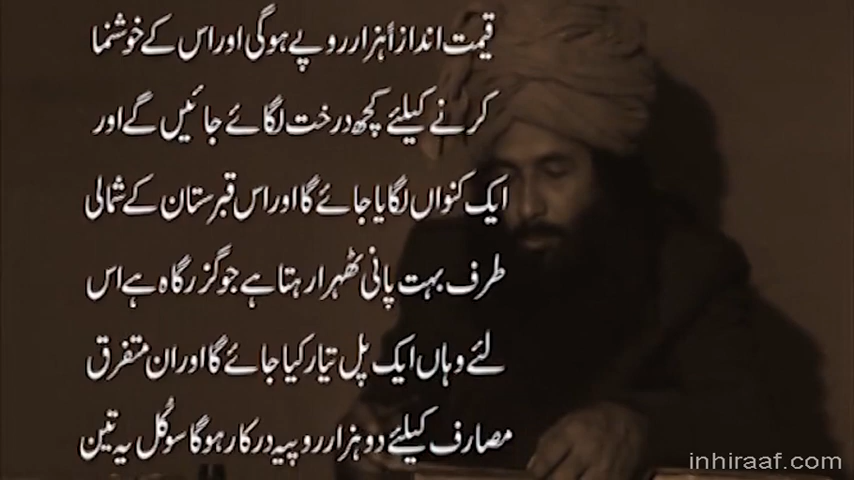 قیمت اندازاً ہزار روپے ہوگی اور اس کے خوشنما
کرنے کیلئے کچھ درخت لگائے جائیں گے اور
ایک کنواں لگایا جائے گا اور اس قبرستان کے شمالی
طرف بہت پانی ٹھہرا رہتا ہے جو گزرگاہ ہے اس
لئے وہاں ایک پل تیار کیا جائے گا اور ان متفرق
مصارف کیلئے دو ہزار روپیہ درکار ہوگا سو کُل یہ تین
inhiraaf.com